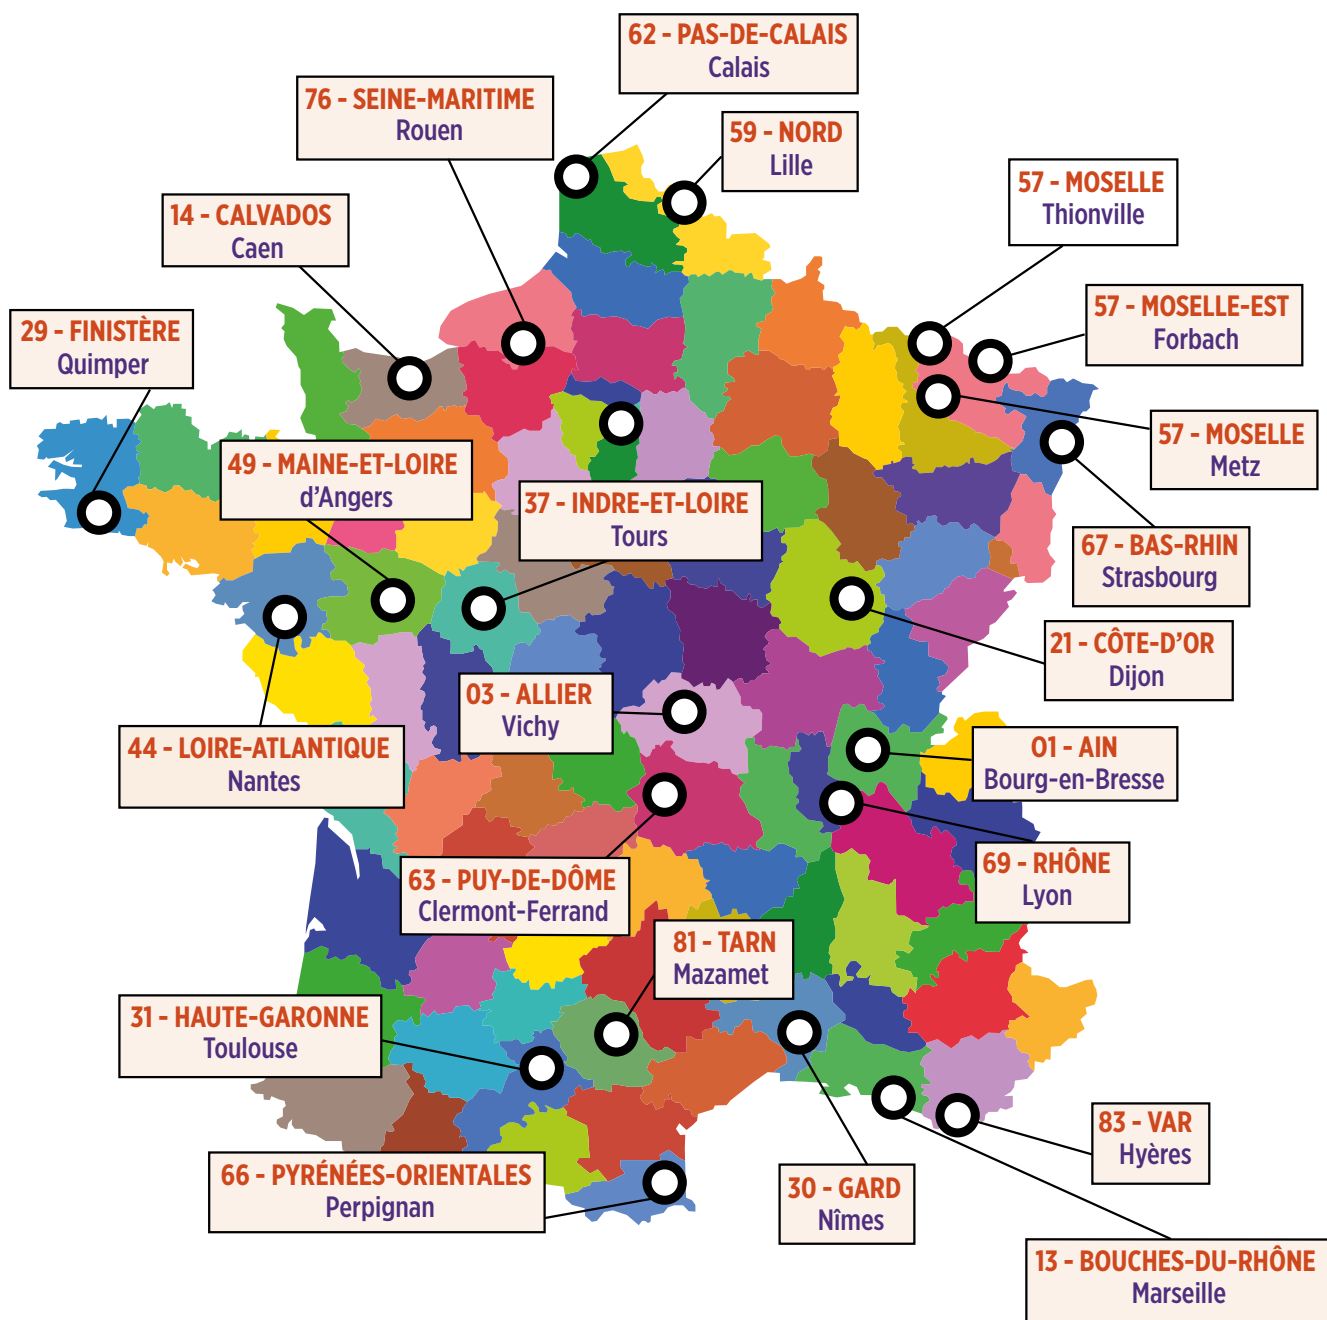 62 - PAS-DE-CALAIS
Calais
76 - SEINE-MARITIME
Rouen
59 - NORD
Lille
57 - MOSELLE
Thionville
14 - CALVADOS
Caen
57 - MOSELLE-EST
Forbach
29 - FINISTÈRE
Quimper
57 - MOSELLE
Metz
49 - MAINE-ET-LOIRE
d'Angers
37 - INDRE-ET-LOIRE
Tours
67 - BAS-RHIN
Strasbourg
21 - CÔTE-D'OR
Dijon
03 - ALLIER
Vichy
44 - LOIRE-ATLANTIQUE
Nantes
01 - AIN
Bourg-en-Bresse
69 - RHÔNE
Lyon
63 - PUY-DE-DÔME
Clermont-Ferrand
81 - TARN
Mazamet
31 - HAUTE-GARONNE
Toulouse
83 - VAR
Hyères
66 - PYRÉNÉES-ORIENTALES
Perpignan
30 - GARD
Nîmes
13 - BOUCHES-DU-RHÔNE
Marseille